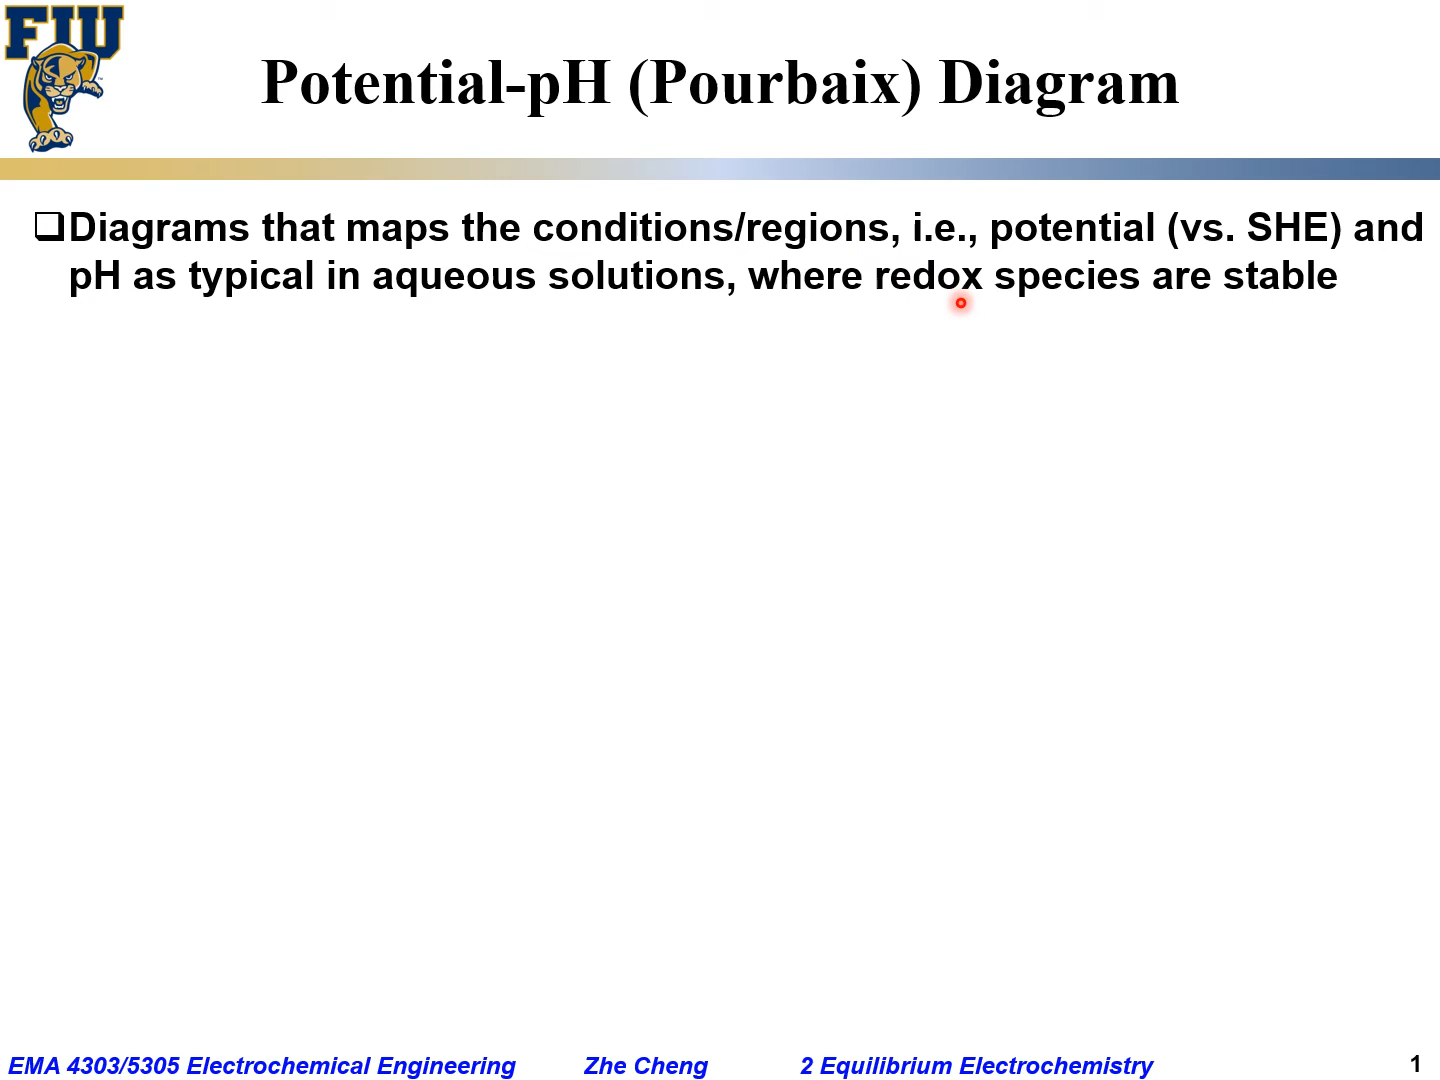 FIU
Potential-pH (Pourbaix) Diagram
Diagrams that maps the conditions/regions, i.e., potential (vs. SHE) and
pH as typical in aqueous solutions, where redox species are stable
EMA 4303/5305 Electrochemical Engineering Zhe Cheng 2 Equilibrium Electrochemistry 1